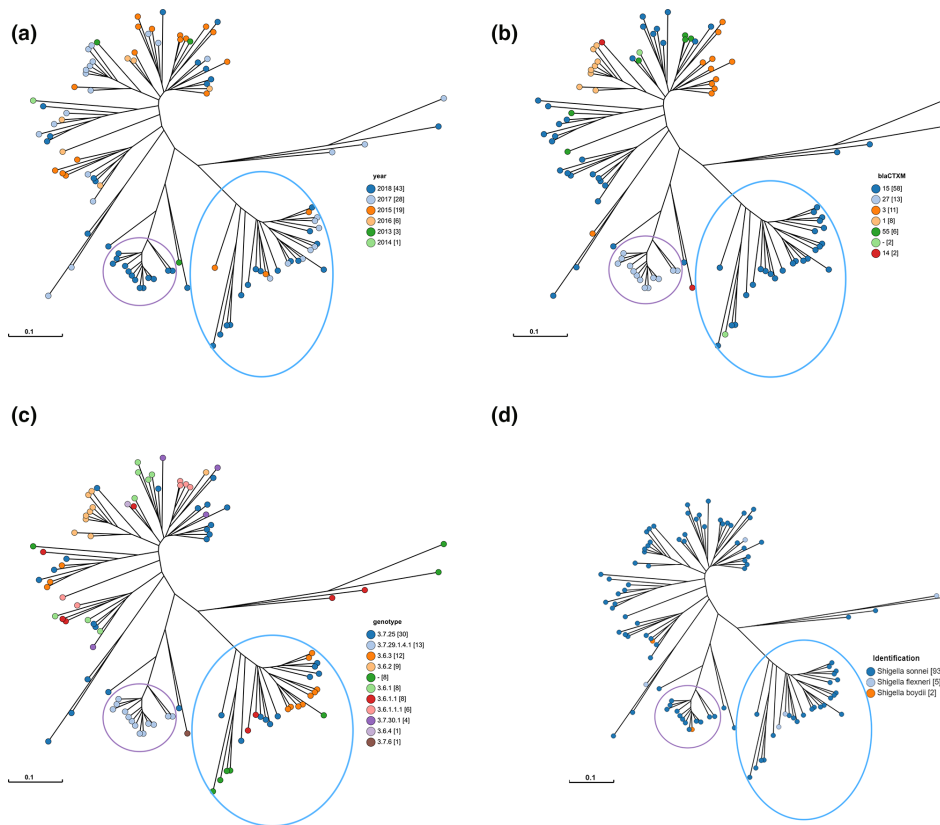 (a)
(b)
year
2018 [43]
2017 [28]
2015 [19]
2016 [6]
2013 [3]
2014 [1]
0.1
blaCTXM
15 [58]
27 [13]
3 [11]
1 [8]
55 [6]
- [2]
14 [2]
0.1
(c)
(d)
genotype
3.7.25 [30]
3.7.29.1.4.1 [13]
3.6.3 [12]
3.6.2 [9]
- [8]
3.6.1 [8]
3.6.1.1 [8]
3.6.1.1.1 [6]
3.7.30.1 [4]
3.6.4 [1]
3.7.6 [1]
0.1
Identification
Shigella sonnei [93
Shigella flexneri [5]
Shigella boydii [2]
0.1